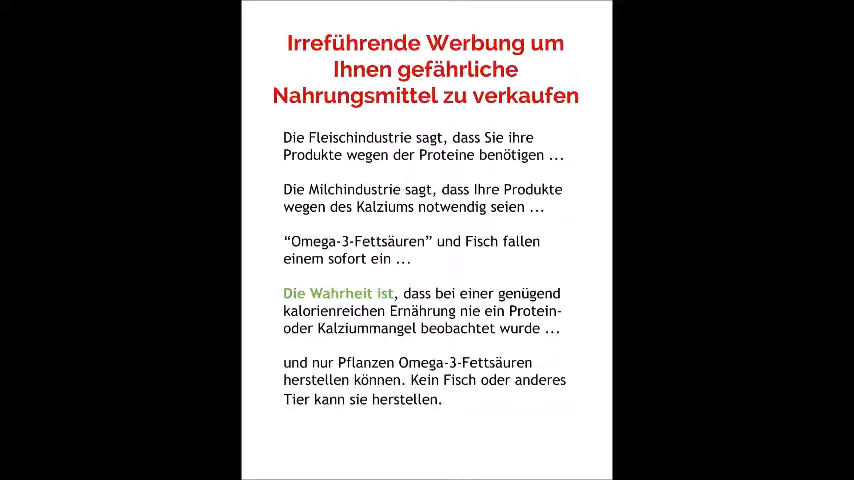 Irreführende Werbung um
Ihnen gefährliche
Nahrungsmittel zu verkaufen
Die Fleischindustrie sagt, dass Sie ihre
Produkte wegen der Proteine benötigen ...
Die Milchindustrie sagt, dass Ihre Produkte
wegen des Kalziums notwendig seien ...
“Omega-3-Fettsäuren” und Fisch fallen
einem sofort ein ...
Die Wahrheit ist, dass bei einer genügend
kalorienreichen Ernährung nie ein Protein-
oder Kalziummangel beobachtet wurde ...
und nur Pflanzen Omega-3-Fettsäuren
herstellen können. Kein Fisch oder anderes
Tier kann sie herstellen.